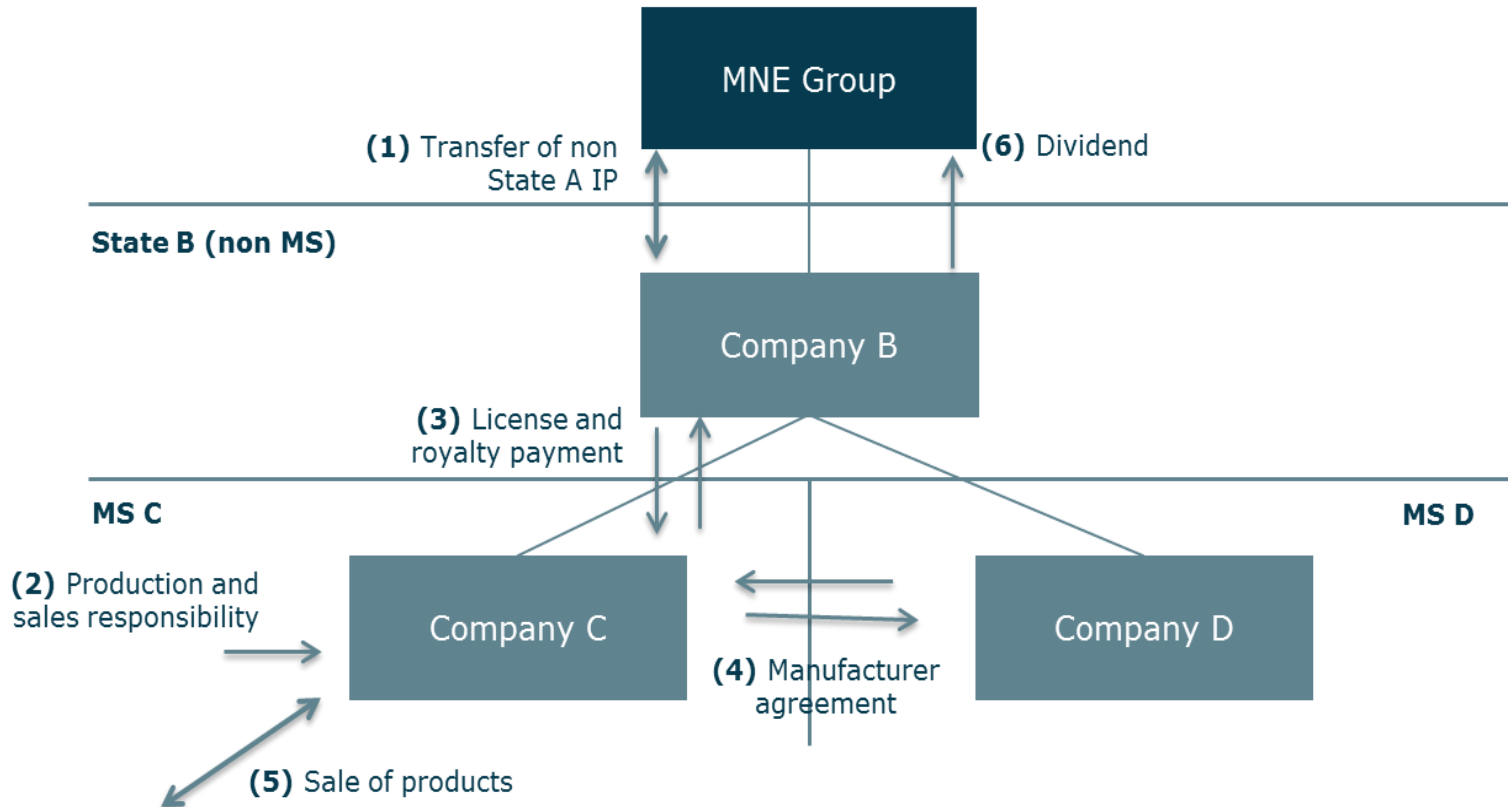 MNE Group
(1) Transfer of non
State A IP
(6) Dividend
State B (non MS)
Company B
(3) License and
royalty payment
MS C
MS D
(2) Production and
sales responsibility
Company C
Company D
(4) Manufacturer
agreement
(5) Sale of products